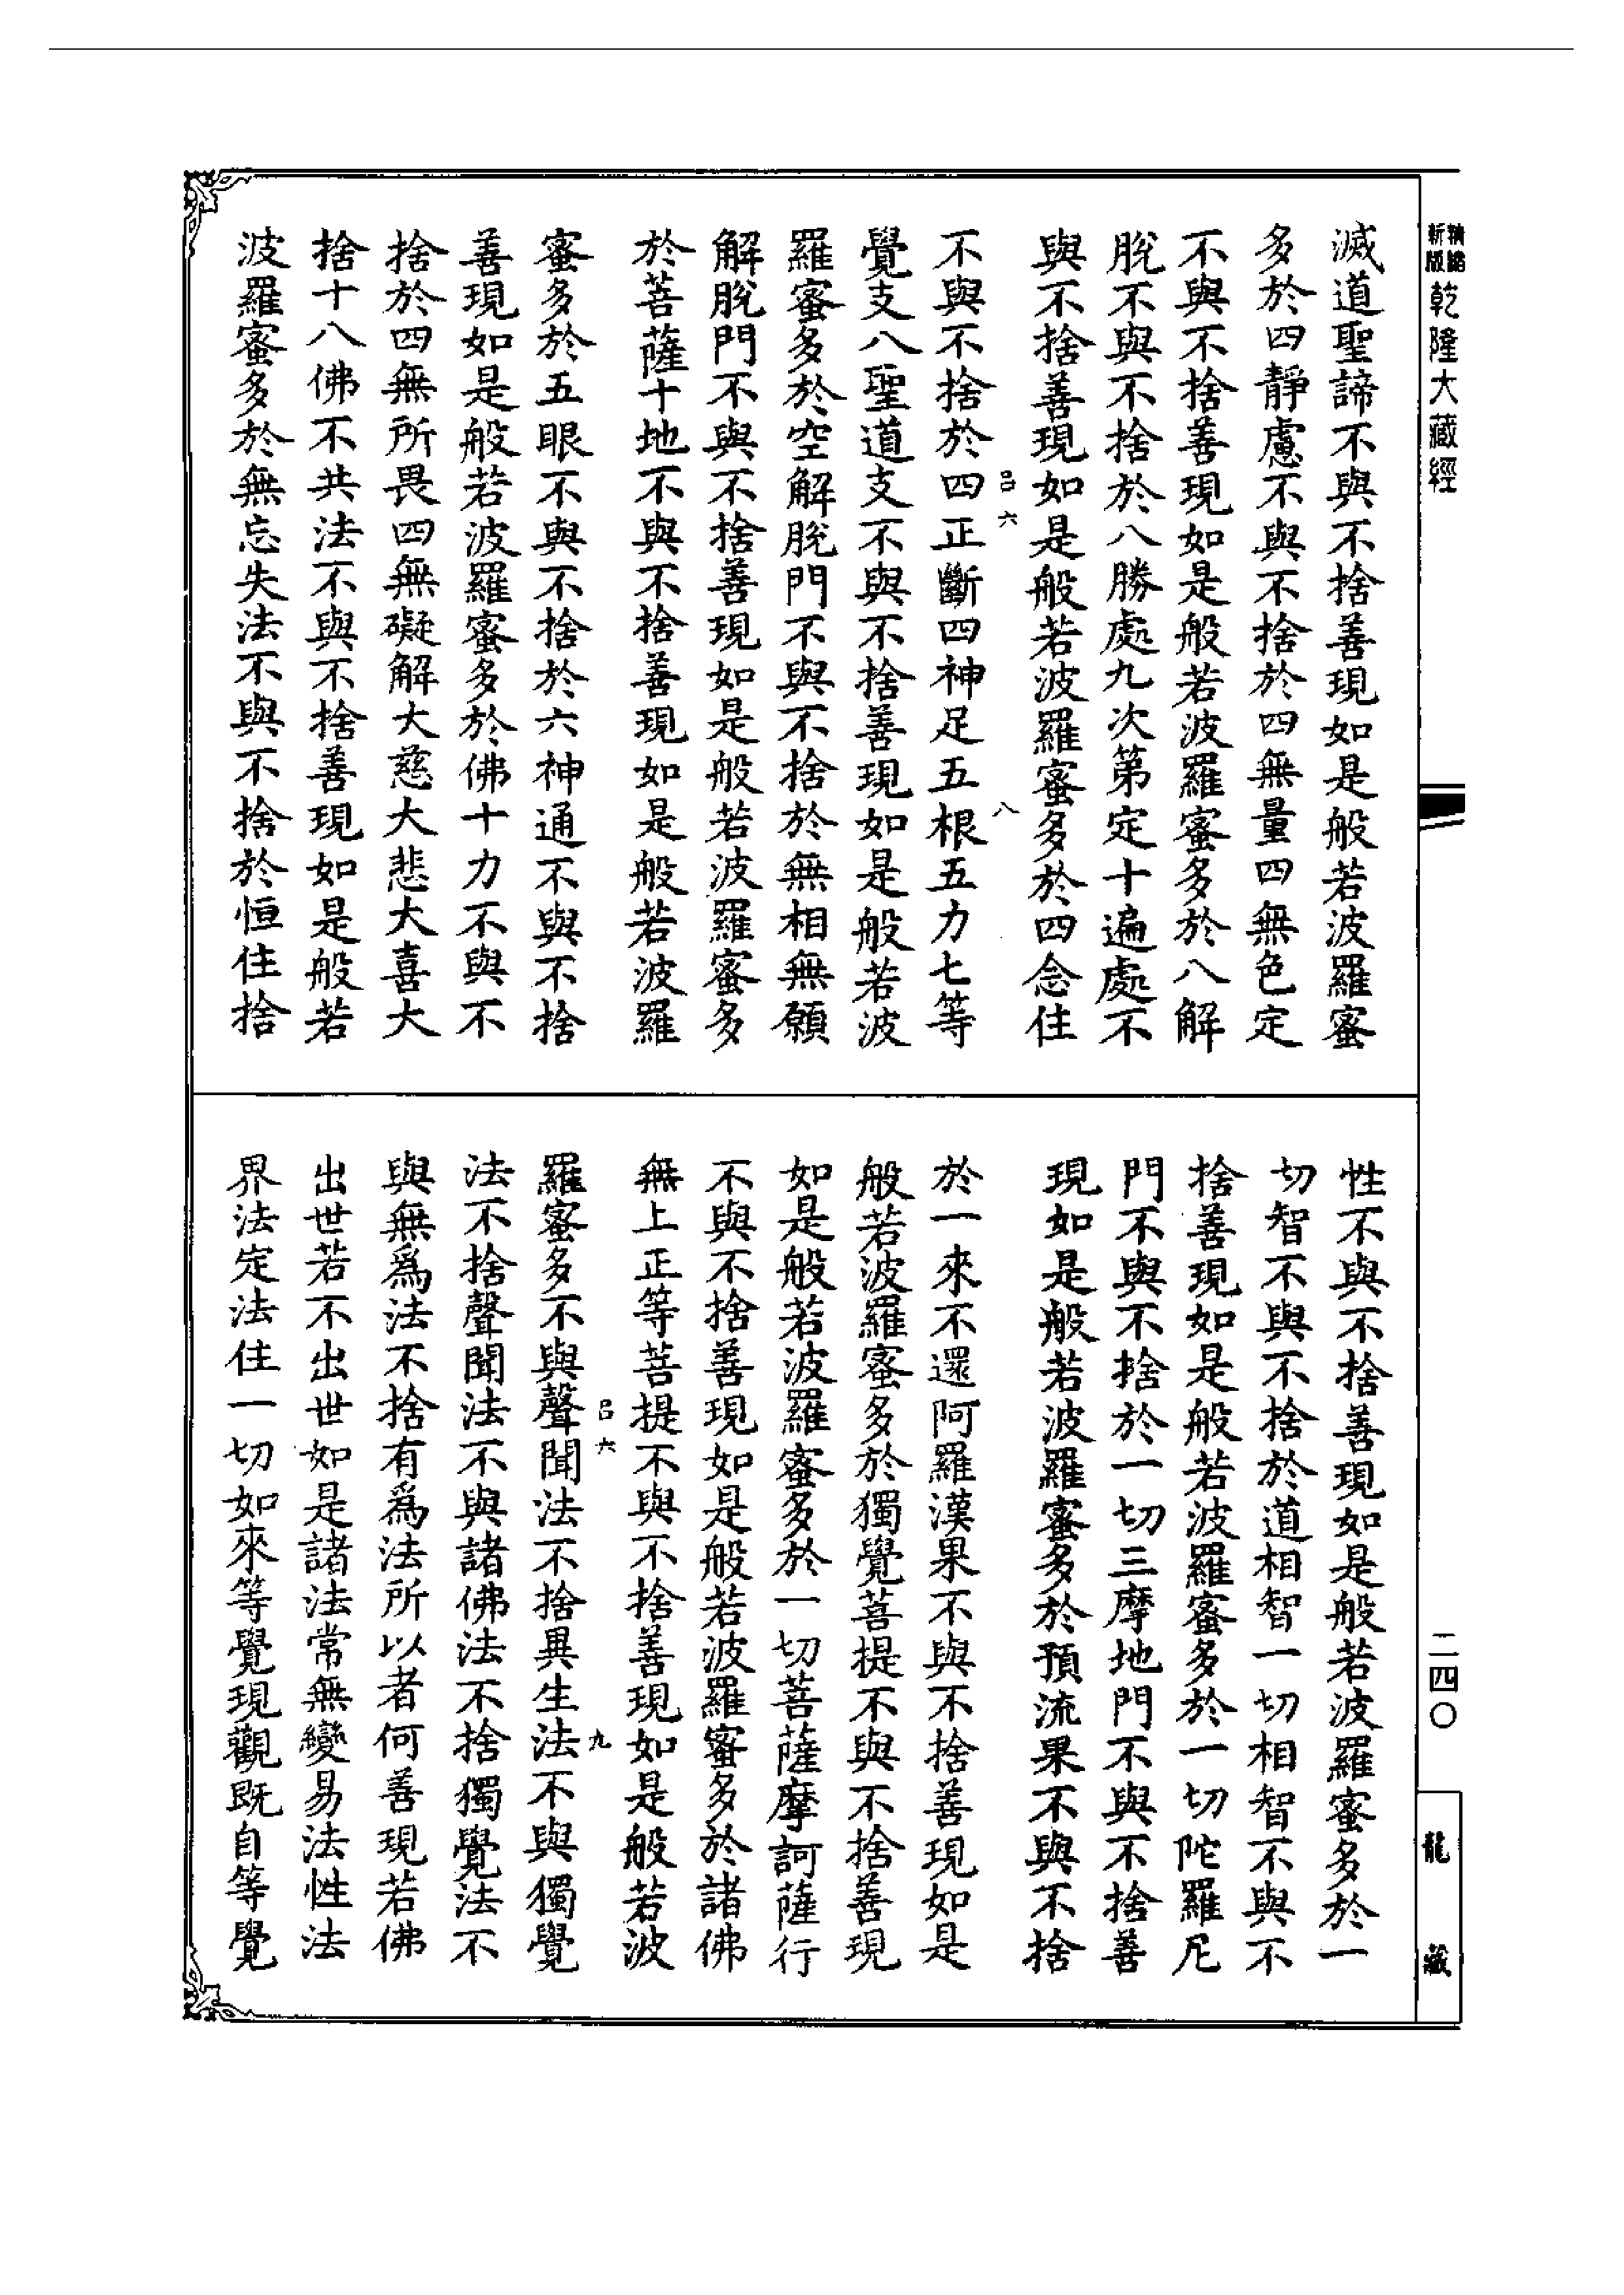 新版精縮乾隆大藏經
滅道聖諦不與不捨善現如是般若波羅蜜
多於四靜慮不與不捨於四無量四無色定
不與不捨善現如是般若波羅蜜多於八解
脫不與不捨於八勝處九次第定十遍處不
與不捨善現如是般若波羅蜜多於四念住
呂六 八
不與不捨於四正斷四神足五根五力七等
覺支八聖道支不與不捨善現如是般若波
羅蜜多於空解脫門不與不捨於無相無願
解脫門不與不捨善現如是般若波羅蜜多
於菩薩十地不與不捨善現如是般若波羅
蜜多於五眼不與不捨於六神通不與不捨
善現如是般若波羅蜜多於佛十力不與不
捨於四無所畏四無礙解大慈大悲大喜大
捨十八佛不共法不與不捨善現如是般若
波羅蜜多於無忘失法不與不捨於恒住捨
性不與不捨善現如是般若波羅蜜多於一
切智不與不捨於道相智一切相智不與不
捨善現如是般若波羅蜜多於一切陀羅尼
門不與不捨於一切三摩地門不與不捨善
現如是般若波羅蜜多於預流果不與不捨
於一來不還阿羅漢果不與不捨善現如是
般若波羅蜜多於獨覺菩提不與不捨善現
如是般若波羅蜜多於一切菩薩摩訶薩行
不與不捨善現如是般若波羅蜜多於諸佛
無上正等菩提不與不捨善現如是般若波
呂六 九
羅蜜多不與聲聞法不捨異生法不與獨覺
法不捨聲聞法不與諸佛法不捨獨覺法不
與無為法不捨有為法所以者何善現若佛
出世若不出世如是諸法常無變易法性法
界法定法住一切如來等覺現觀既自等覺
二四〇
龍藏